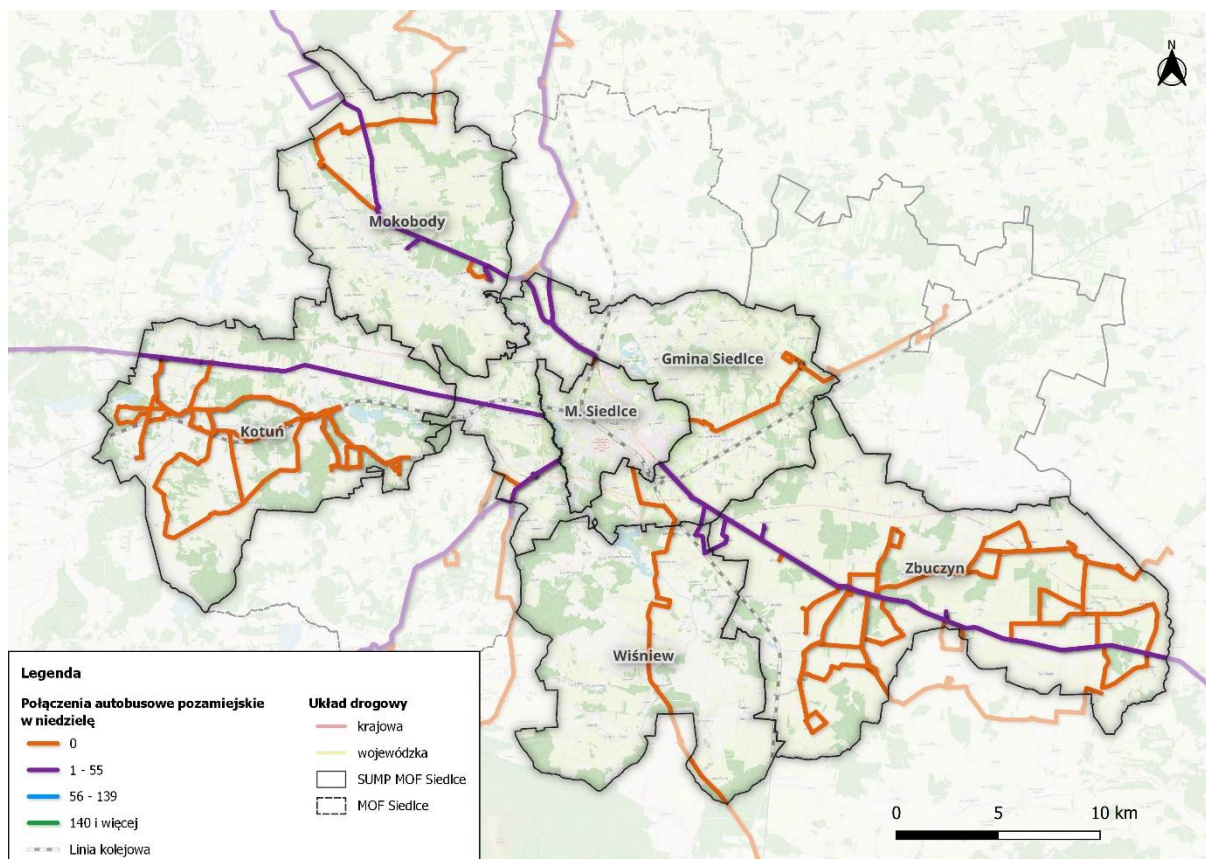 N
Mokobody
Gmina Siedlce
M. Siedlce
Kotuń
Zbuczyn
Wiśniew
Legenda
Połączenia autobusowe pozamiejskie
w niedzielę
0
1 - 55
56 - 139
140 i więcej
Linia kolejowa
Układ drogowy
krajowa
wojewódzka
SUMP MOF Siedlce
MOF Siedlce
0 5 10 km